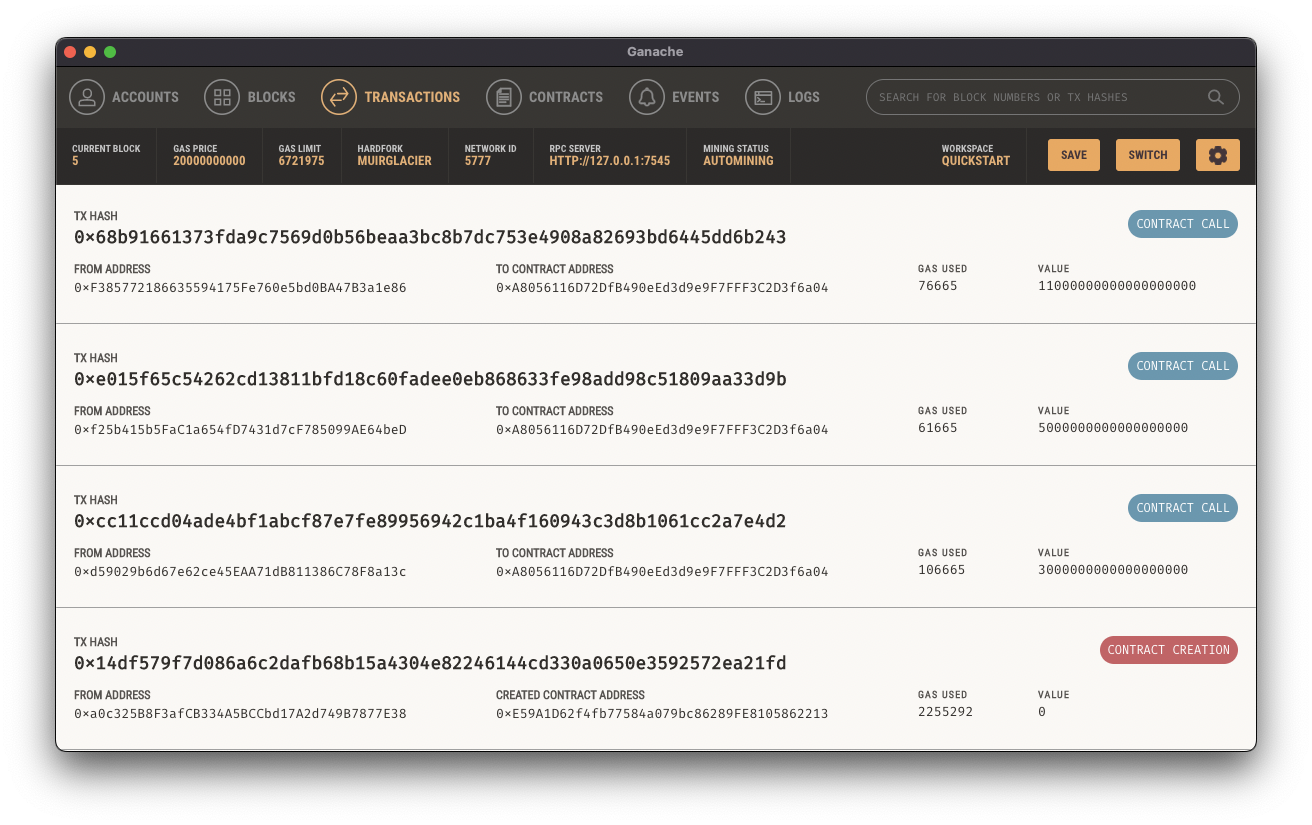 Ganache
ACCOUNTS BLOCKS TRANSACTIONS CONTRACTS EVENTS LOGS SEARCH FOR BLOCK NUMBERS OR TX HASHES
CURRENT BLOCK GAS PRICE GAS LIMIT HARDFORK NETWORK ID RPC SERVER MINING STATUS WORKSPACE
5 20000000000 6721975 MUIRGLACIER 5777 HTTP://127.0.0.1:7545 AUTOMINING QUICKSTART SAVE SWITCH
TX HASH
0×68b91661373fda9c7569d0b56beaa3bc8b7dc753e4908a82693bd6445dd6b243 CONTRACT CALL
FROM ADDRESS TO CONTRACT ADDRESS GAS USED VALUE
0×F385772186635594175Fe760e5bd0BA47B3a1e86 0×A8056116D72DfB490eEd3d9e9F7FFF3C2D3f6a04 76665 11000000000000000000
TX HASH
0×e015f65c54262cd13811bfd18c60fadee0eb868633fe98add98c51809aa33d9b CONTRACT CALL
FROM ADDRESS TO CONTRACT ADDRESS GAS USED VALUE
0×f25b415b5FaC1a654fD7431d7cF785099AE64beD 0×A8056116D72DfB490eEd3d9e9F7FFF3C2D3f6a04 61665 5000000000000000000
TX HASH
0×cc11ccd04ade4bf1abcf87e7fe89956942c1ba4f160943c3d8b1061cc2a7e4d2 CONTRACT CALL
FROM ADDRESS TO CONTRACT ADDRESS GAS USED VALUE
0×d59029b6d67e62ce45EAA71dB811386C78F8a13c 0×A8056116D72DfB490eEd3d9e9F7FFF3C2D3f6a04 106665 3000000000000000000
TX HASH
0×14df579f7d086a6c2dafb68b15a4304e82246144cd330a0650e3592572ea21fd CONTRACT CREATION
FROM ADDRESS CREATED CONTRACT ADDRESS GAS USED VALUE
0×a0c325B8F3afCB334A5BCCbd17A2d749B7877E38 0×E59A1D62f4fb77584a079bc86289FE8105862213 2255292 0